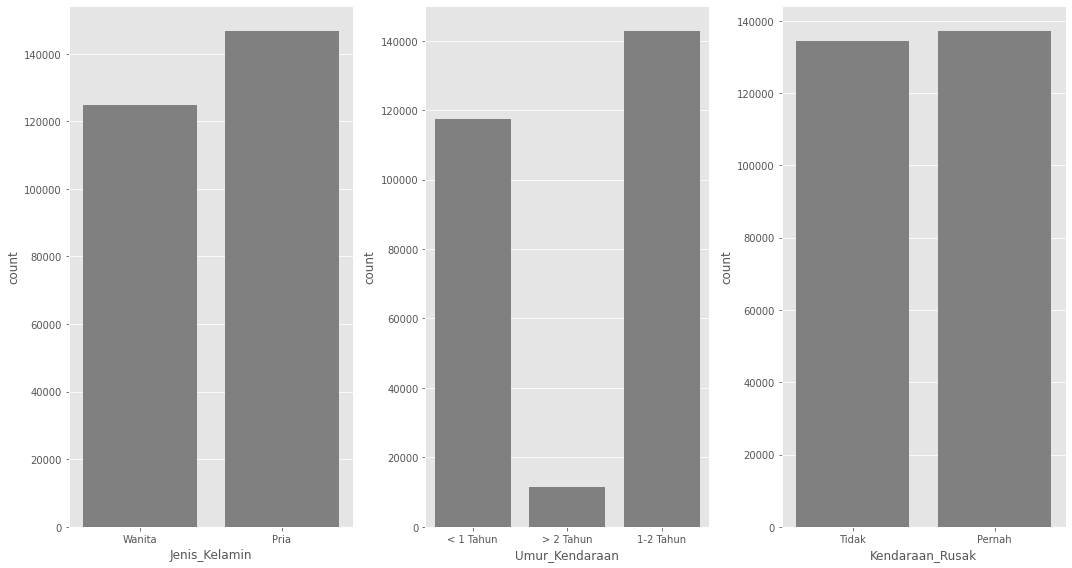 count
140000
120000
100000
80000
60000
40000
20000
0
Wanita Pria
Jenis_Kelamin
count
140000
120000
100000
80000
60000
40000
20000
0
< 1 Tahun > 2 Tahun 1-2 Tahun
Umur_Kendaraan
count
140000
120000
100000
80000
60000
40000
20000
0
Tidak Pernah
Kendaraan_Rusak